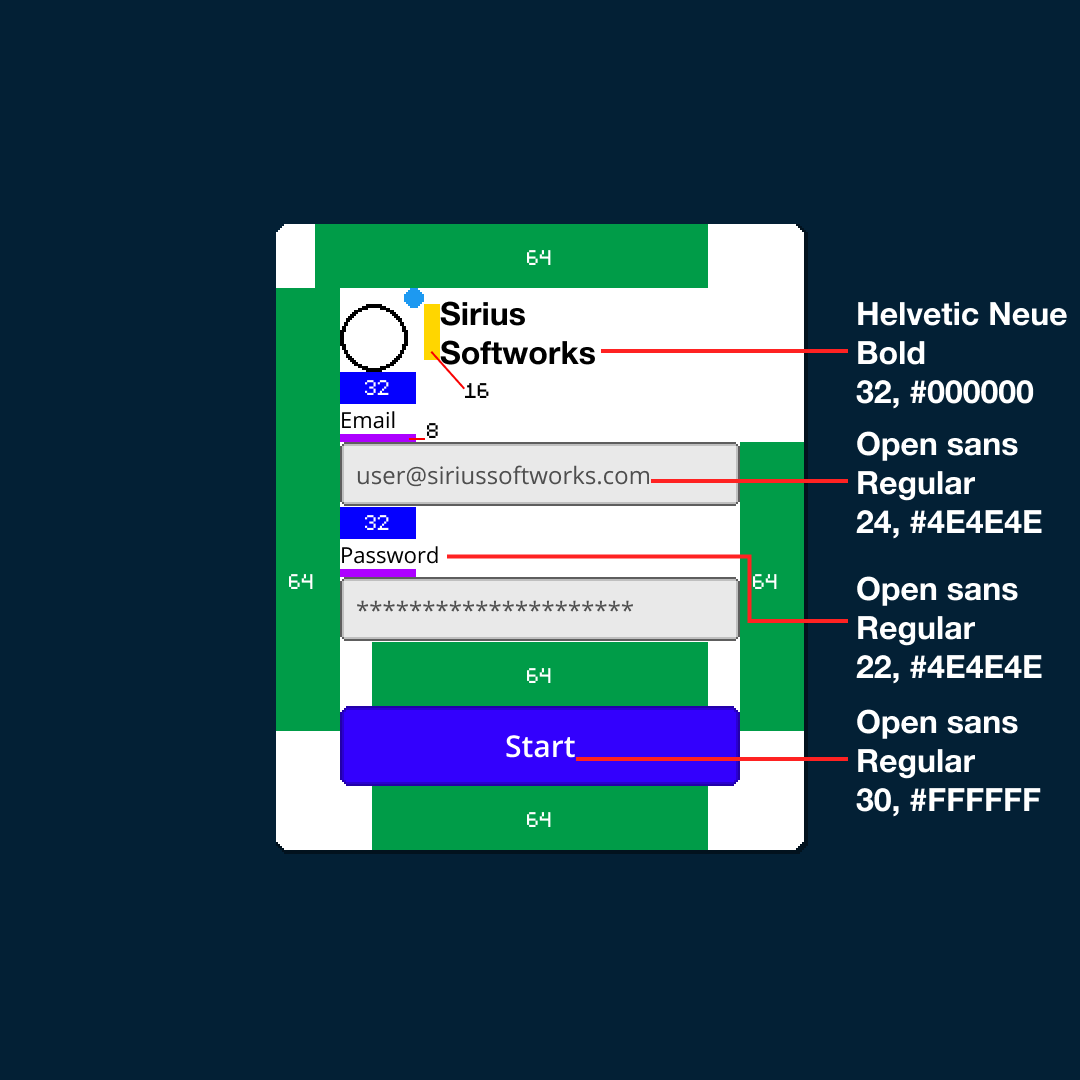 64
Sirius
Softworks
Helvetic Neue
Bold
32, #000000
16
32
Email
8
user@siriussoftworks.com
Open sans
Regular
24, #4E4E4E
32
Password
64
64
Open sans
Regular
22, #4E4E4E
*********************
64
Start
Open sans
Regular
30, #FFFFFF
64